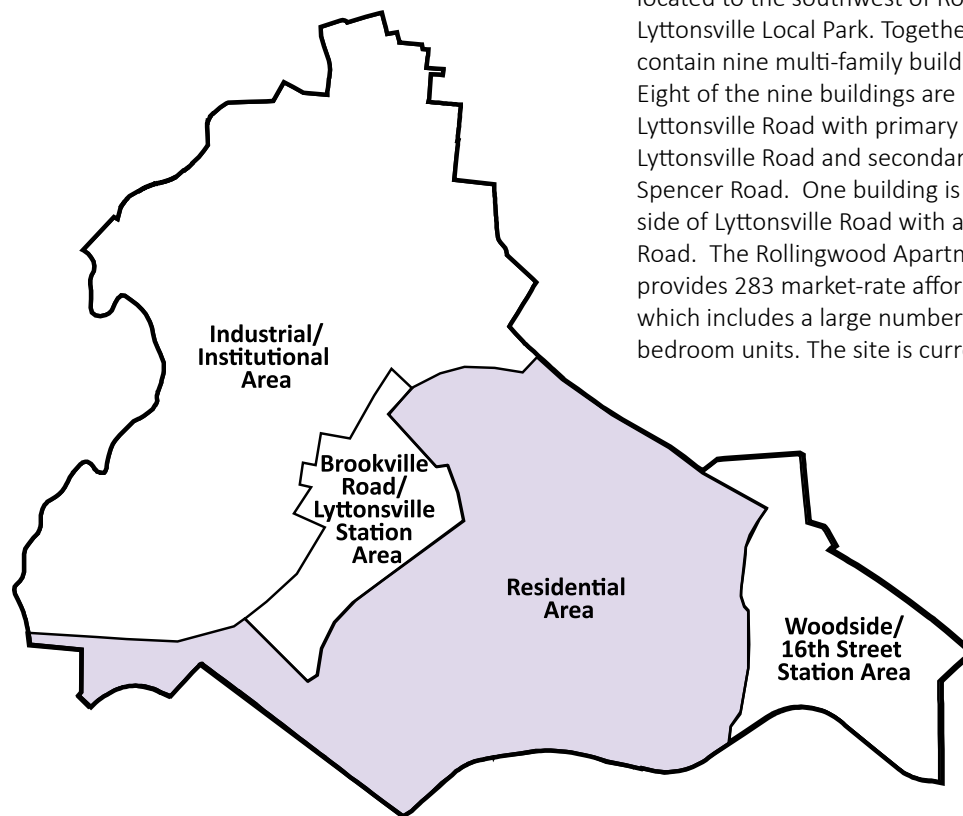 located to the southwest of Ro
Lyttonsville Local Park. Togethe
contain nine multi-family build
Eight of the nine buildings are
Lyttonsville Road with primary
Lyttonsville Road and secondar
Spencer Road. One building is
side of Lyttonsville Road with a
Road. The Rollingwood Apartm
provides 283 market-rate affor
which includes a large number
bedroom units. The site is curr
Industrial/
Institutional
Area
Brookville
Road/
Lyttonsville
Station
Area
Residential
Area
Woodside/
16th Street
Station Area